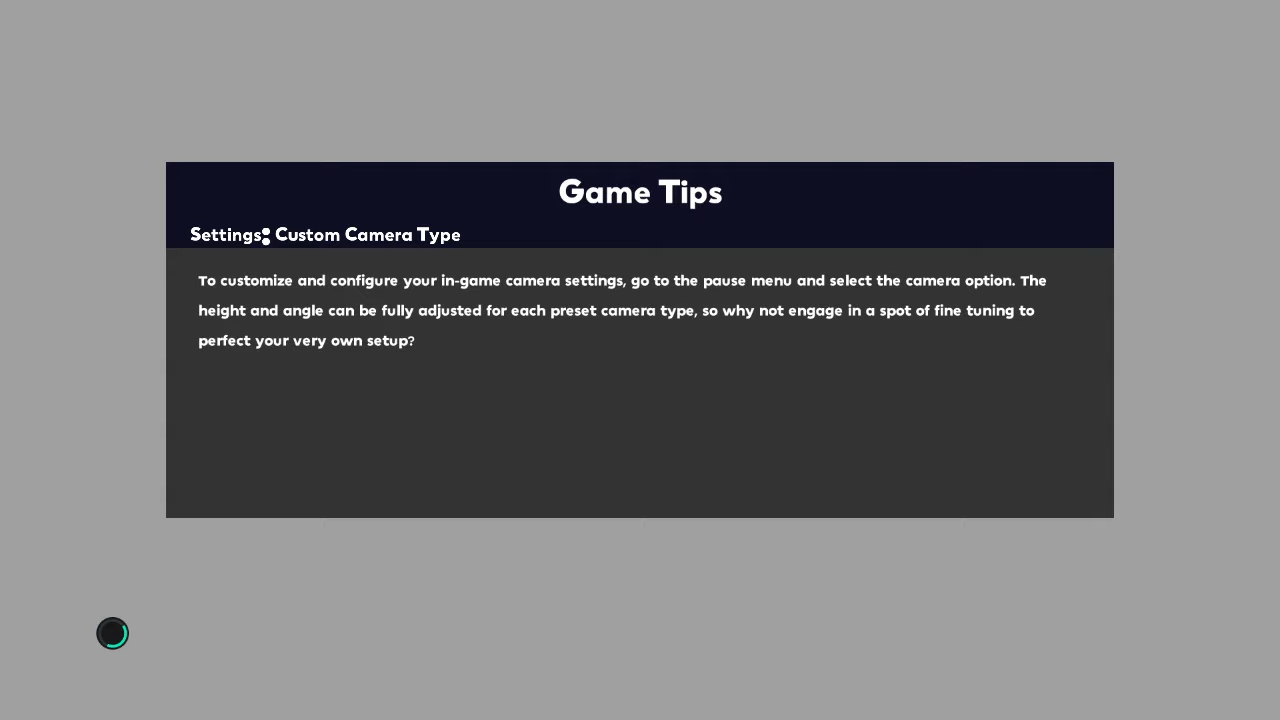 Game Tips
Settings: Custom Camera Type
To customize and configure your in-game camera settings, go to the pause menu and select the camera option. The
height and angle can be fully adjusted for each preset camera type, so why not engage in a spot of fine tuning to
perfect your very own setup?